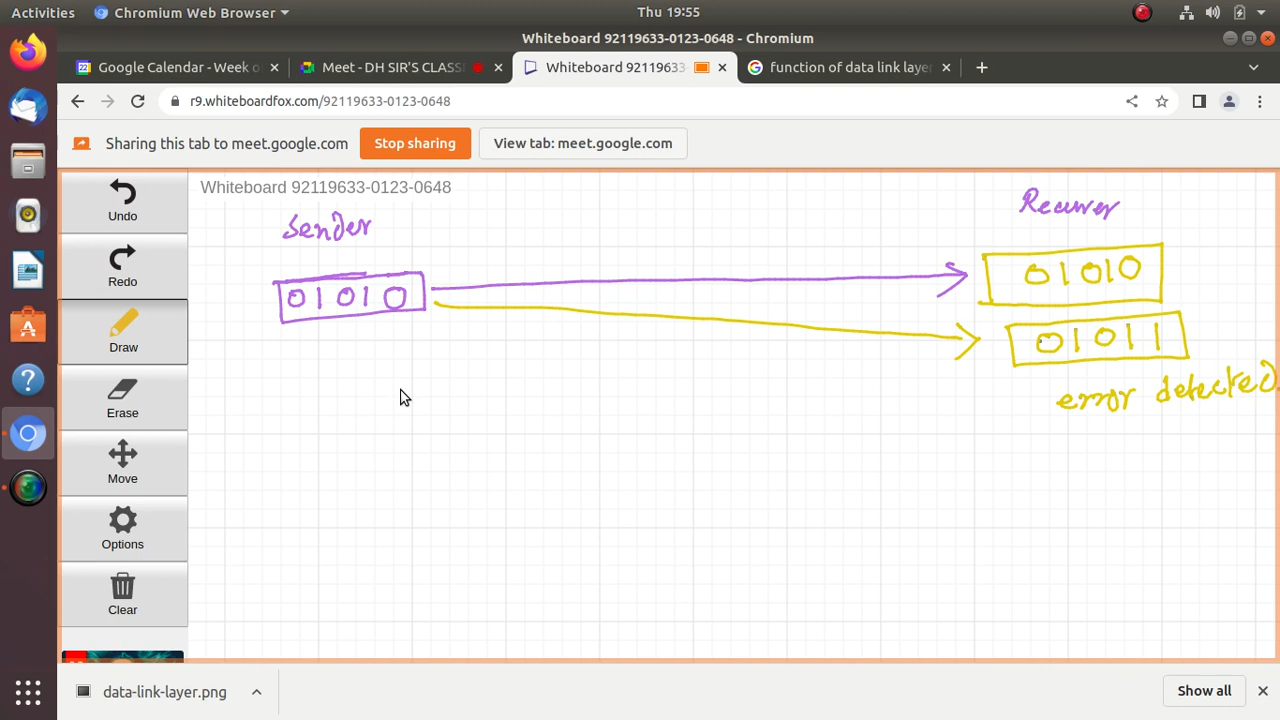 Activities
Chromium Web Browser
Thu 19:55
Whiteboard 92119633-0123-0648 - Chromium
22
Google Calendar - Week o
Meet - DH SIR'S CLASS
Whiteboard 92119633
function of data link layer
r9.whiteboardfox.com/92119633-0123-0648
Sharing this tab to meet.google.com
Stop sharing
View tab: meet.google.com
Whiteboard 92119633-0123-0648
Undo
Redo
Draw
Erase
Move
Options
Clear
Sender
01010
Reciever
01010
01011
error detected
data-link-layer.png
Show all